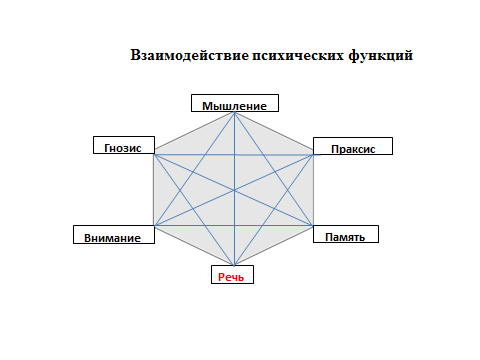 Взаимодействие психических функций
Мышление
Гнозис
Праксис
Внимание
Память
Речь